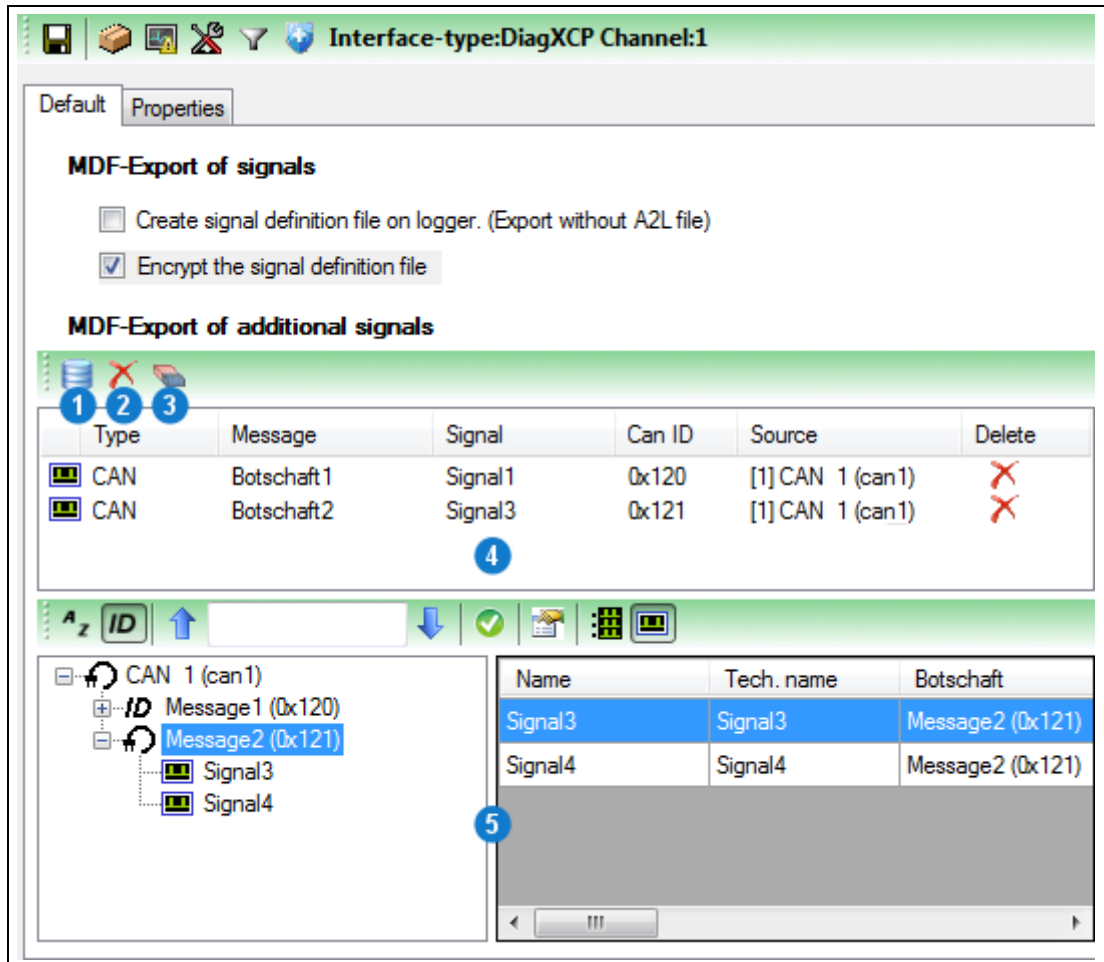 Interface-type:DiagXCP Channel:1
Default Properties
MDF-Export of signals
Create signal definition file on logger. (Export without A2L file)
Encrypt the signal definition file
MDF-Export of additional signals
1 2 3
Type Message Signal Can ID Source Delete
CAN Botschaft1 Signal1 0x120 [1] CAN 1 (can1)
CAN Botschaft2 Signal3 0x121 [1] CAN 1 (can1)
4
AZ ID
CAN 1 (can1)
ID Message1 (0x120)
Message2 (0x121)
Signal3
Signal4
Name Tech. name Botschaft
Signal3 Signal3 Message2 (0x121)
Signal4 Signal4 Message2 (0x121)
5